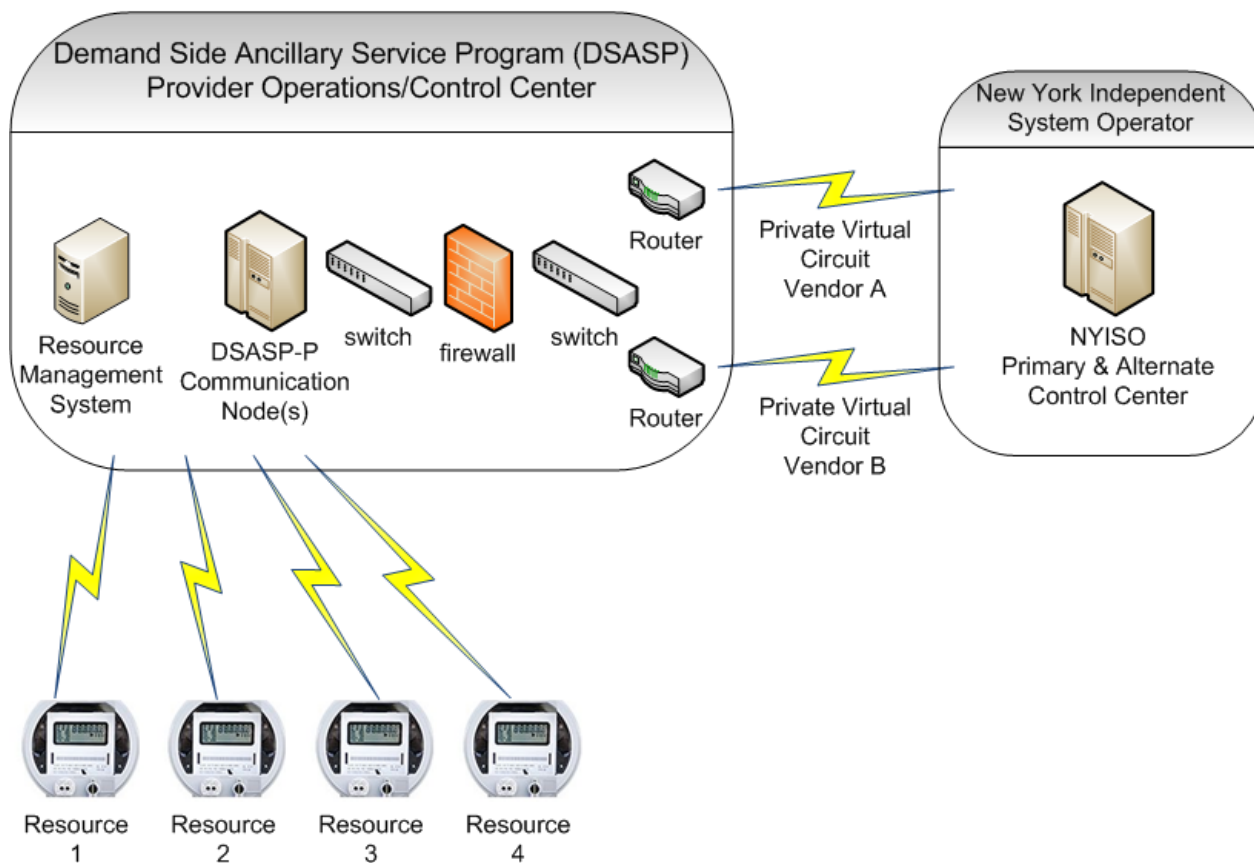 Demand Side Ancillary Service Program (DSASP)
Provider Operations/Control Center
New York Independent
System Operator
Router
Private Virtual
Circuit
Vendor A
Resource
Management
System
DSASP-P
Communication
Node(s)
switch
firewall
switch
Router
Private Virtual
Circuit
Vendor B
NYISO
Primary & Alternate
Control Center
Resource
1
Resource
2
Resource
3
Resource
4